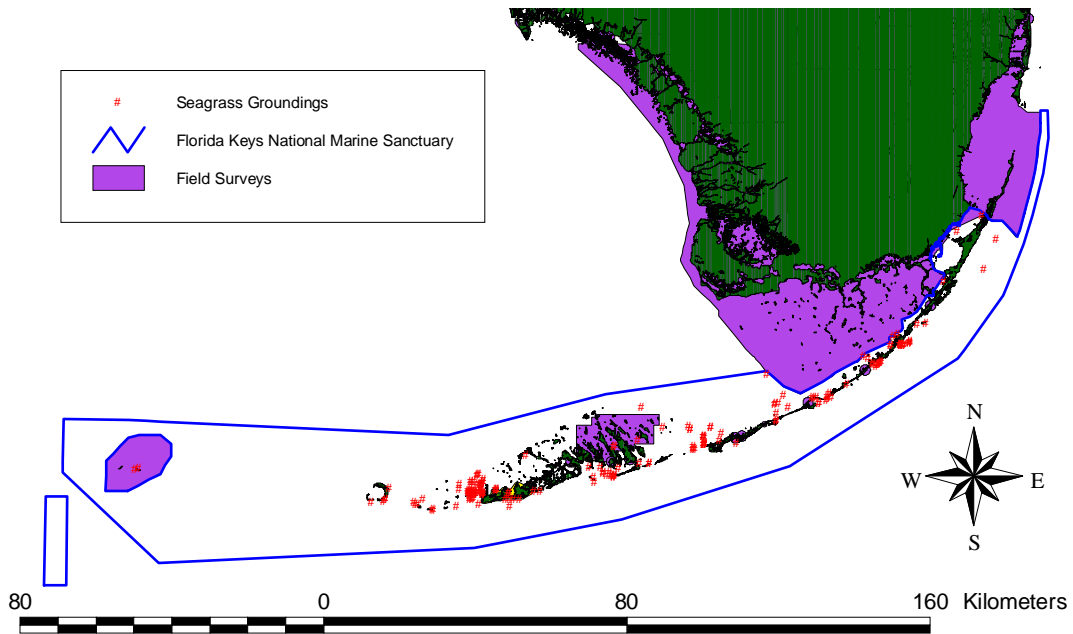 # Seagrass Groundings
Florida Keys National Marine Sanctuary
Field Surveys
N
W E
S
80 0 80 160 Kilometers